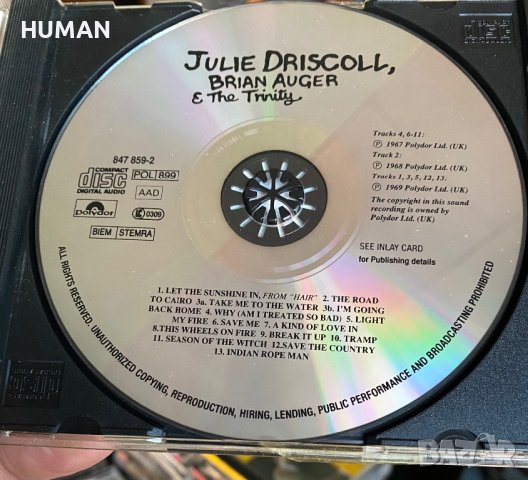 HUMAN
JULIE DRISCOLL,
BRIAN AUGER
& The Trinity
847 859-2
COMPACT
disc
DIGITAL AUDIO
POL 899
AAD
polydor
LC 0309
BIEM STEMRA
Tracks 4, 6-11:
Ⓟ 1967 Polydor Ltd. (UK)
Track 2:
Ⓟ 1968 Polydor Ltd. (UK)
Tracks 1, 3, 5, 12, 13:
Ⓟ 1969 Polydor Ltd. (UK)
The copyright in this sound
recording is owned by
Polydor Ltd. (UK)
SEE INLAY CARD
for Publishing details
1. LET THE SUNSHINE IN, FROM "HAIR" 2. THE ROAD
TO CAIRO 3a. TAKE ME TO THE WATER 3b. I'M GOING
BACK HOME 4. WHY (AM I TREATED SO BAD) 5. LIGHT
MY FIRE 6. SAVE ME 7. A KIND OF LOVE IN
8.THIS WHEELS ON FIRE 9. BREAK IT UP 10. TRAMP
11. SEASON OF THE WITCH 12.SAVE THE COUNTRY
13. INDIAN ROPE MAN
ALL RIGHTS RESERVED. UNAUTHORIZED COPYING, REPRODUCTION, HIRING, LENDING, PUBLIC PERFORMANCE AND BROADCASTING PROHIBITED
BAZAR